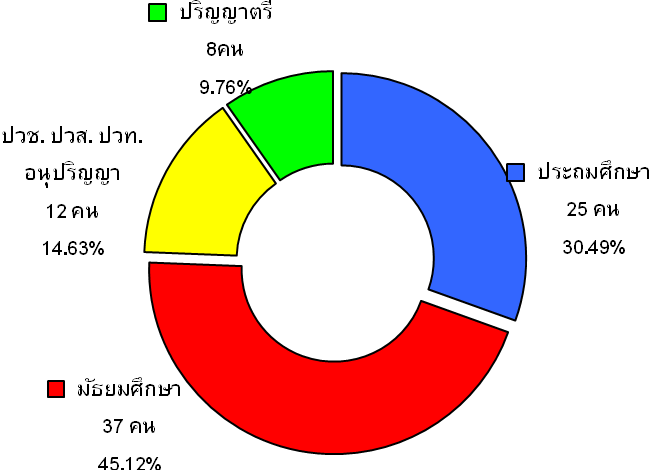 ปริญญาตรี
8คน
9.76%
ปวช. ปวส. ปวท.
อนุปริญญา
12 คน
14.63%
ประถมศึกษา
25 คน
30.49%
มัธยมศึกษา
37 คน
45.12%